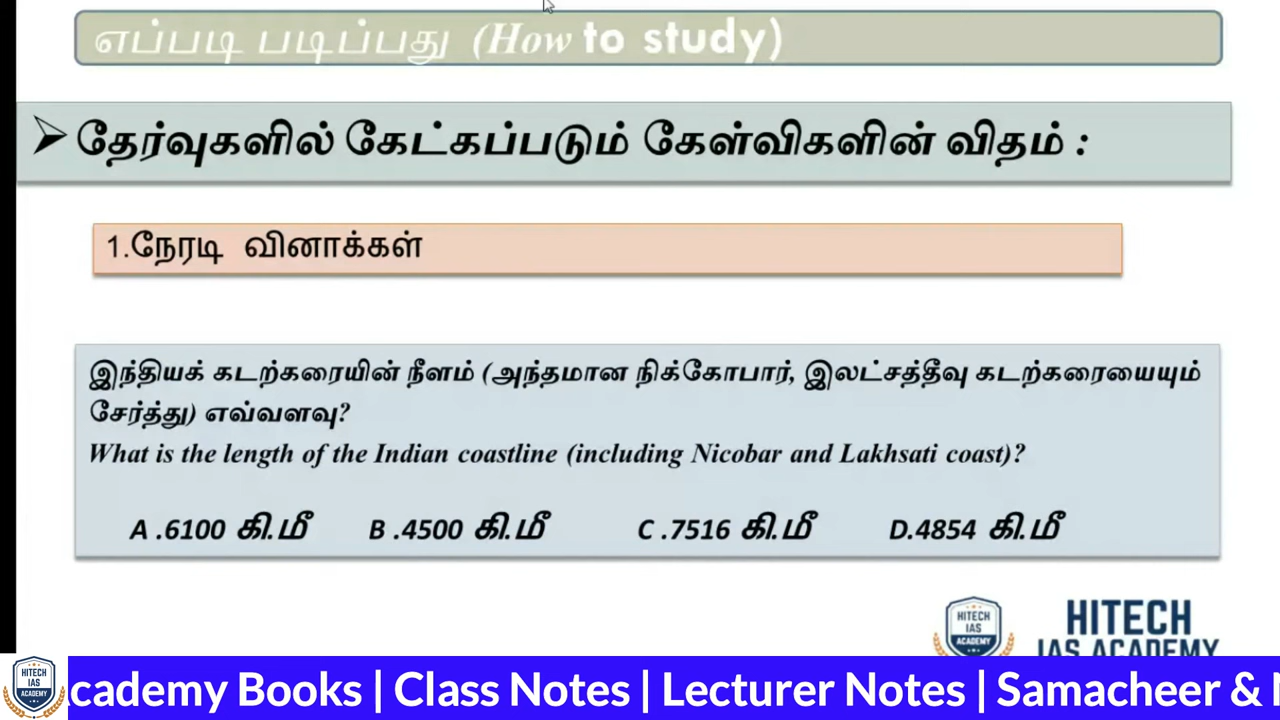 எப்படி படிப்பது (How to study)
தேர்வுகளில் கேட்கப்படும் கேள்விகளின் விதம் :
1.நேரடி வினாக்கள்
இந்தியக் கடற்கரையின் நீளம் (அந்தமான நிக்கோபார், இலட்சத்தீவு கடற்கரையையும்
சேர்த்து) எவ்வளவு?
What is the length of the Indian coastline (including Nicobar and Lakhsati coast)?
A .6100 கி.மீ B .4500 கி.மீ C .7516 கி.மீ D.4854 கி.மீ
HITECH
IAS
ACADEMY
HITECH
IAS ACADEMY
HITECH
IAS
ACADEMY
cademy Books | Class Notes | Lecturer Notes | Samacheer &